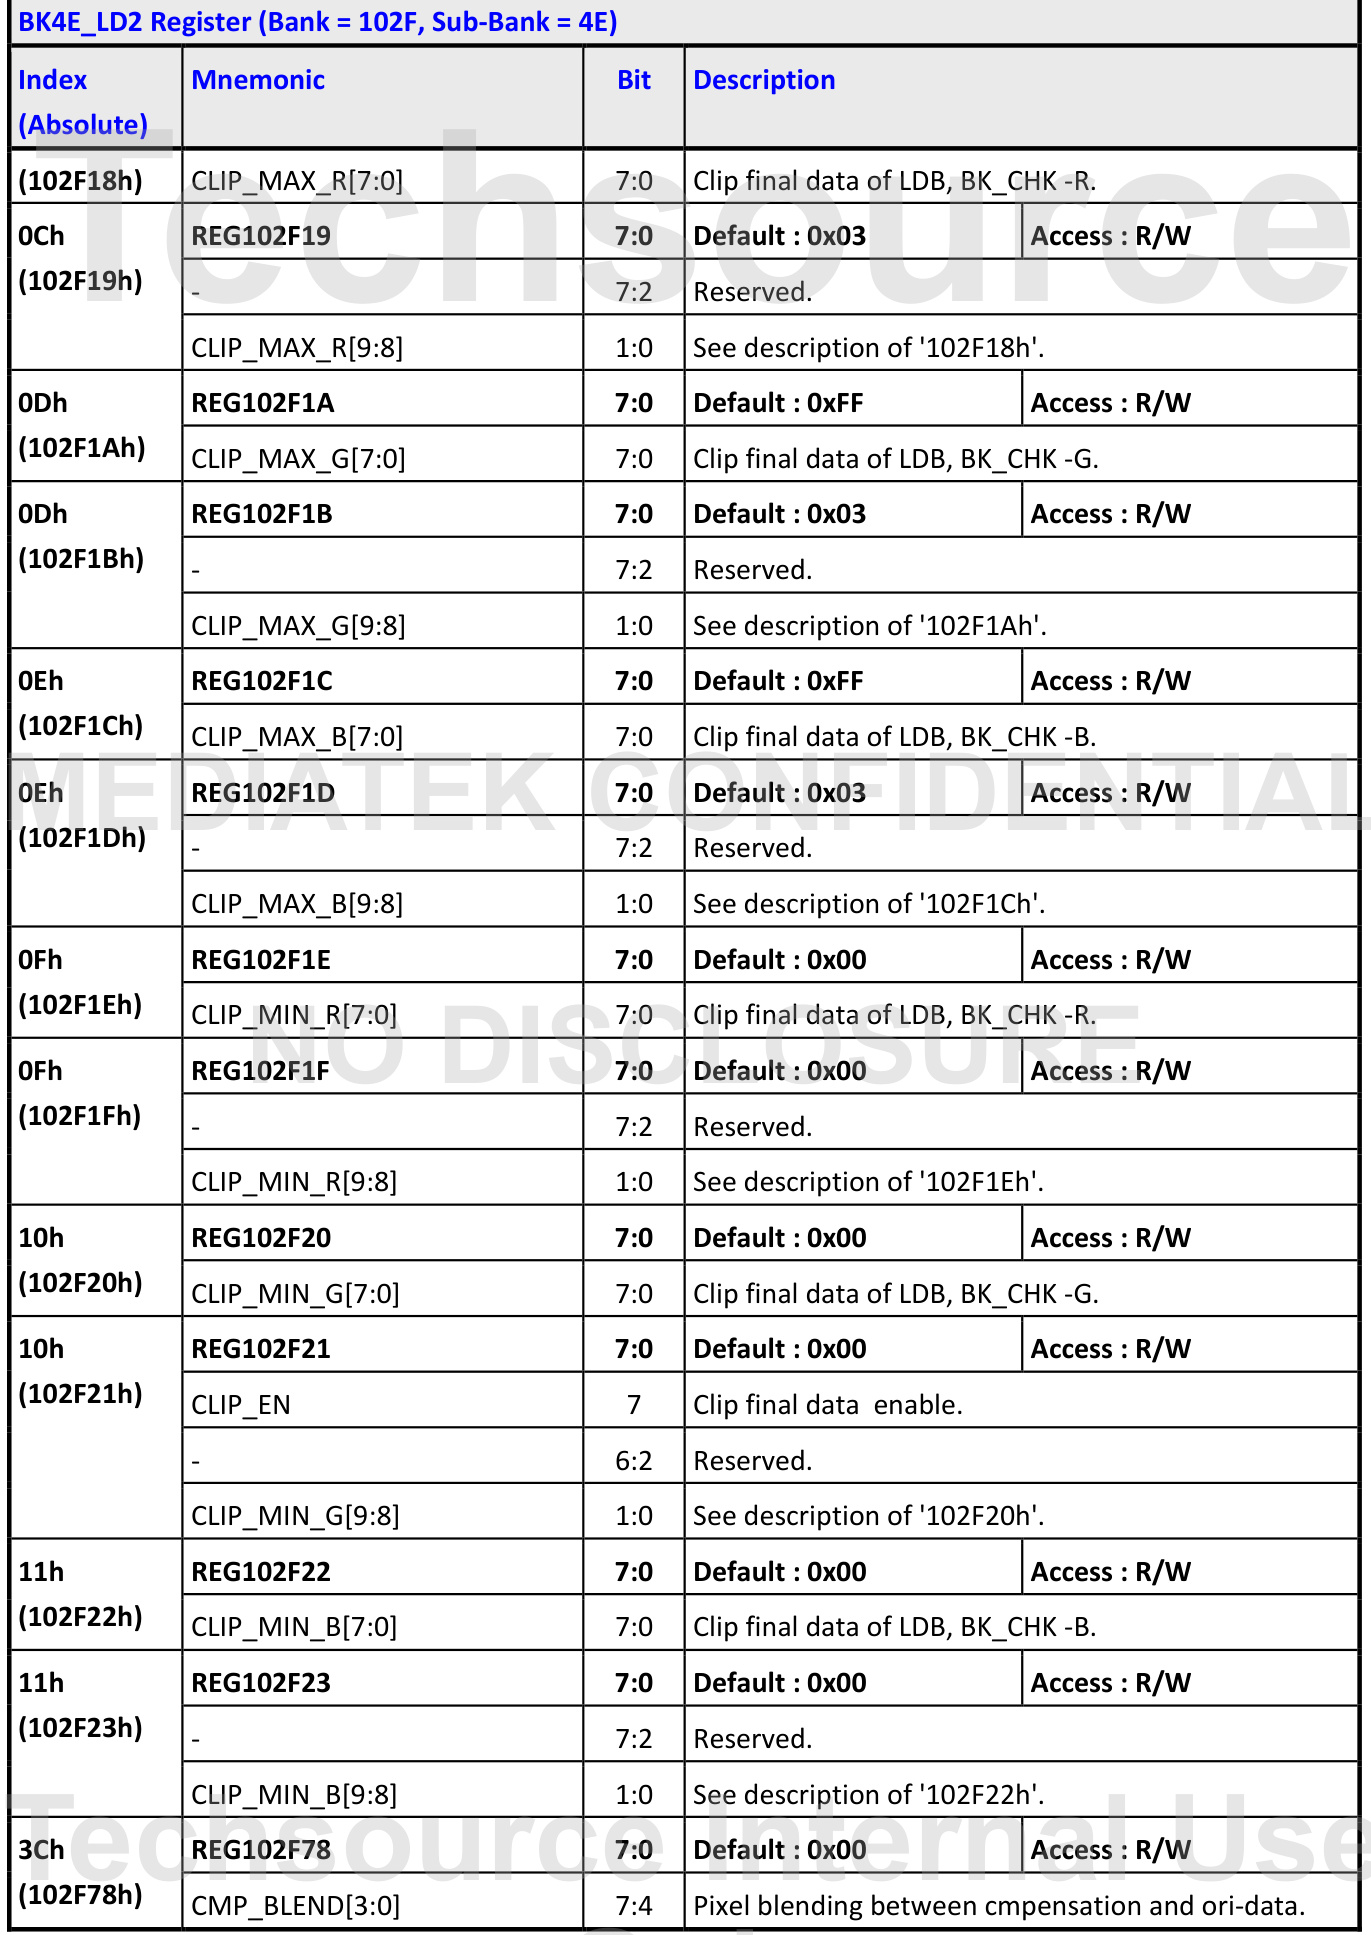 BK4E_LD2 Register (Bank = 102F, Sub-Bank = 4E)
Index Mnemonic Bit Description
(Absolute)
(102F18h) CLIP_MAX_R[7:0] 7:0 Clip final data of LDB, BK_CHK -R.
0Ch REG102F19 7:0 Default : 0x03 Access : R/W
(102F19h) - 7:2 Reserved.
CLIP_MAX_R[9:8] 1:0 See description of '102F18h'.
0Dh REG102F1A 7:0 Default : 0xFF Access : R/W
(102F1Ah) CLIP_MAX_G[7:0] 7:0 Clip final data of LDB, BK_CHK -G.
0Dh REG102F1B 7:0 Default : 0x03 Access : R/W
(102F1Bh) - 7:2 Reserved.
CLIP_MAX_G[9:8] 1:0 See description of '102F1Ah'.
0Eh REG102F1C 7:0 Default : 0xFF Access : R/W
(102F1Ch) CLIP_MAX_B[7:0] 7:0 Clip final data of LDB, BK_CHK -B.
0Eh REG102F1D 7:0 Default : 0x03 Access : R/W
(102F1Dh) - 7:2 Reserved.
CLIP_MAX_B[9:8] 1:0 See description of '102F1Ch'.
0Fh REG102F1E 7:0 Default : 0x00 Access : R/W
(102F1Eh) CLIP_MIN_R[7:0] 7:0 Clip final data of LDB, BK_CHK -R.
0Fh REG102F1F 7:0 Default : 0x00 Access : R/W
(102F1Fh) - 7:2 Reserved.
CLIP_MIN_R[9:8] 1:0 See description of '102F1Eh'.
10h REG102F20 7:0 Default : 0x00 Access : R/W
(102F20h) CLIP_MIN_G[7:0] 7:0 Clip final data of LDB, BK_CHK -G.
10h REG102F21 7:0 Default : 0x00 Access : R/W
(102F21h) CLIP_EN 7 Clip final data  enable.
- 6:2 Reserved.
CLIP_MIN_G[9:8] 1:0 See description of '102F20h'.
11h REG102F22 7:0 Default : 0x00 Access : R/W
(102F22h) CLIP_MIN_B[7:0] 7:0 Clip final data of LDB, BK_CHK -B.
11h REG102F23 7:0 Default : 0x00 Access : R/W
(102F23h) - 7:2 Reserved.
CLIP_MIN_B[9:8] 1:0 See description of '102F22h'.
3Ch REG102F78 7:0 Default : 0x00 Access : R/W
(102F78h) CMP_BLEND[3:0] 7:4 Pixel blending between cmpensation and ori-data.
Techsource
MEDIATEK CONFIDENTIAL
NO DISCLOSURE
Techsource Internal Use